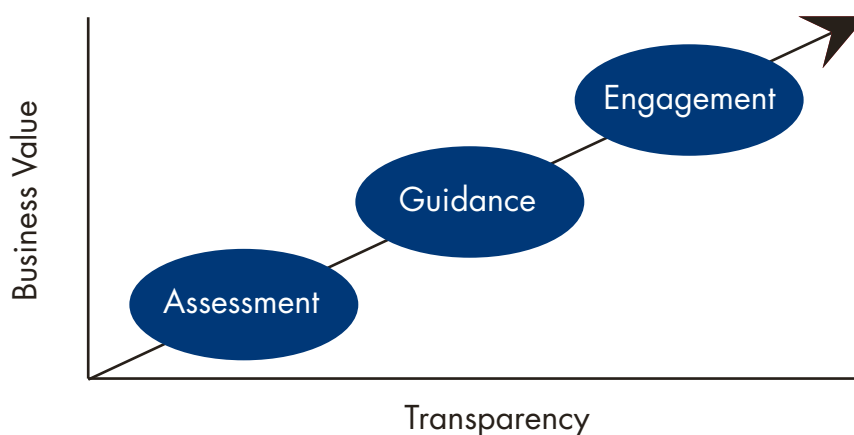 Engagement
Guidance
Assessment
Business Value
Transparency